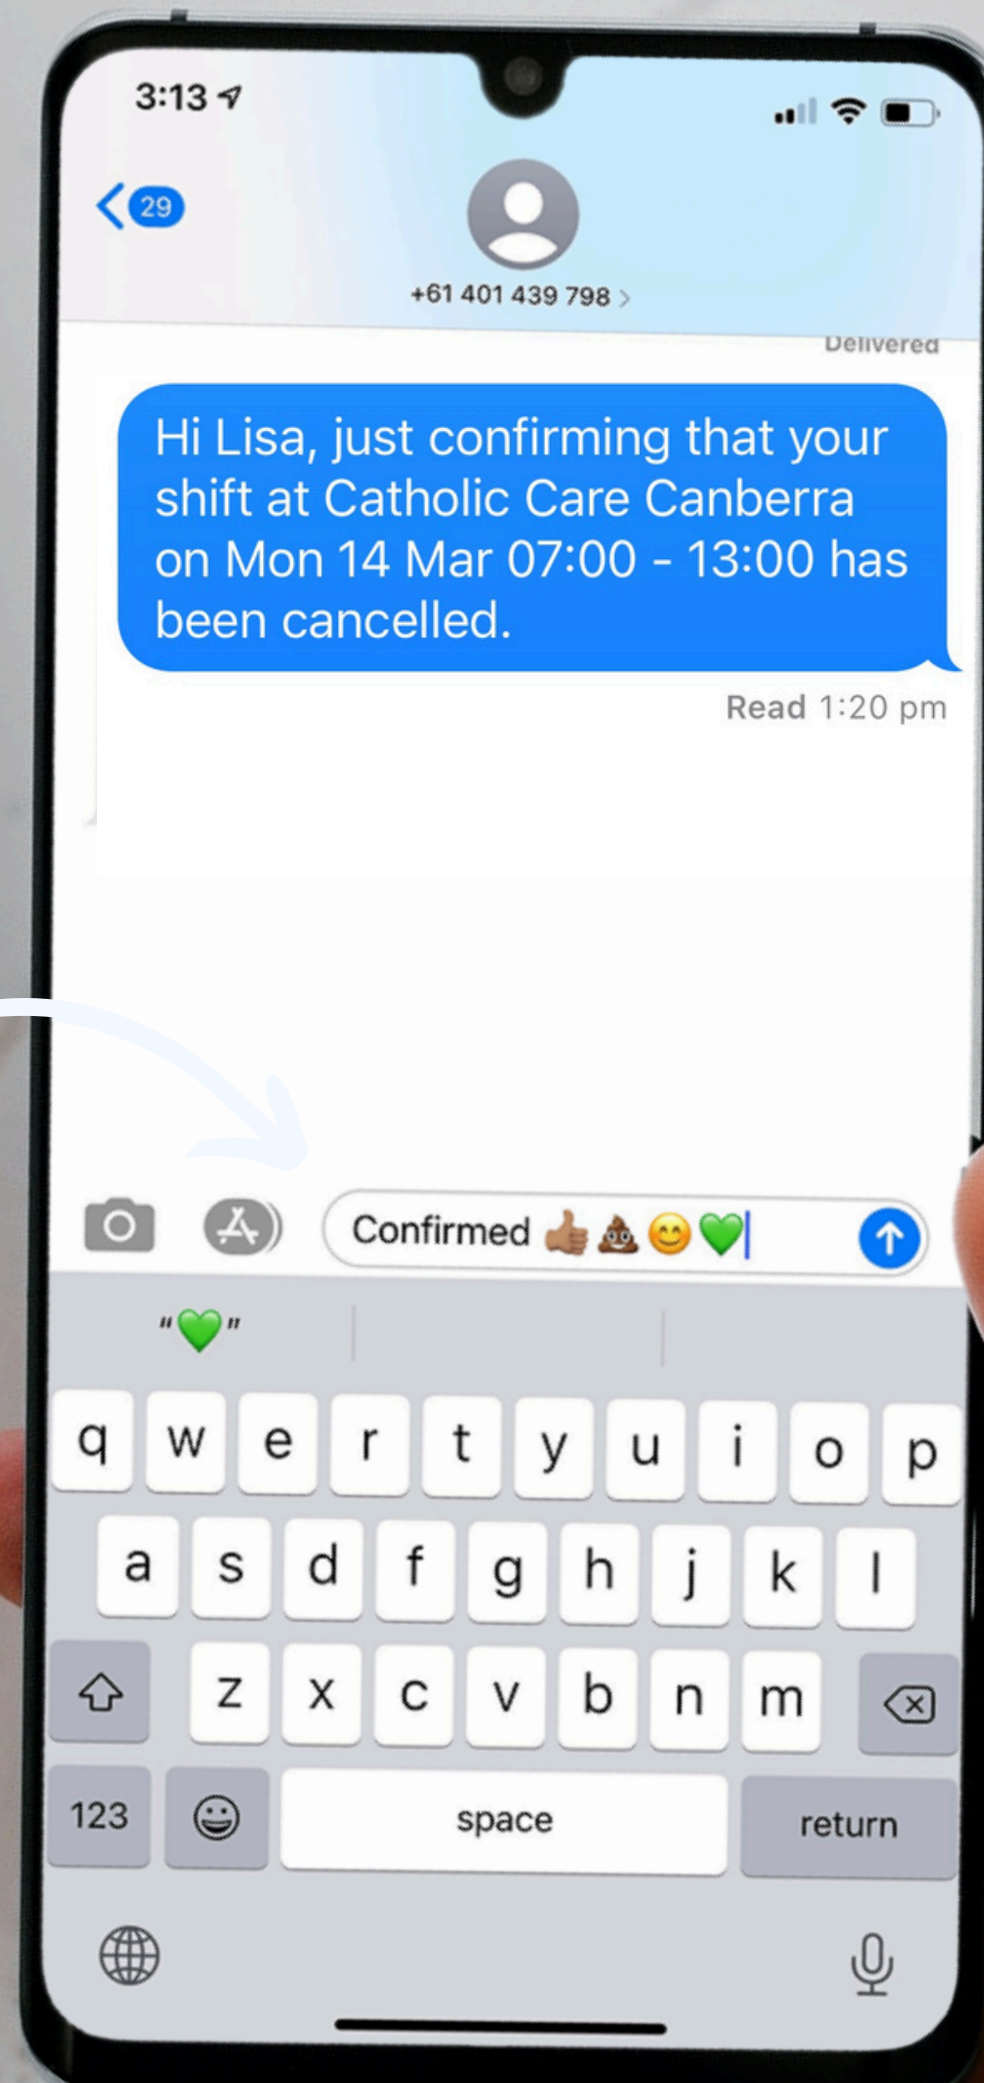 3:13
29
+61 401 439 798
Delivered
Hi Lisa, just confirming that your
shift at Catholic Care Canberra
on Mon 14 Mar 07:00 - 13:00 has
been cancelled.
Read 1:20 pm
Confirmed 👍🏽💩😊💚
“💚”
q w e r t y u i o p
a s d f g h j k l
z x c v b n m
123 space return